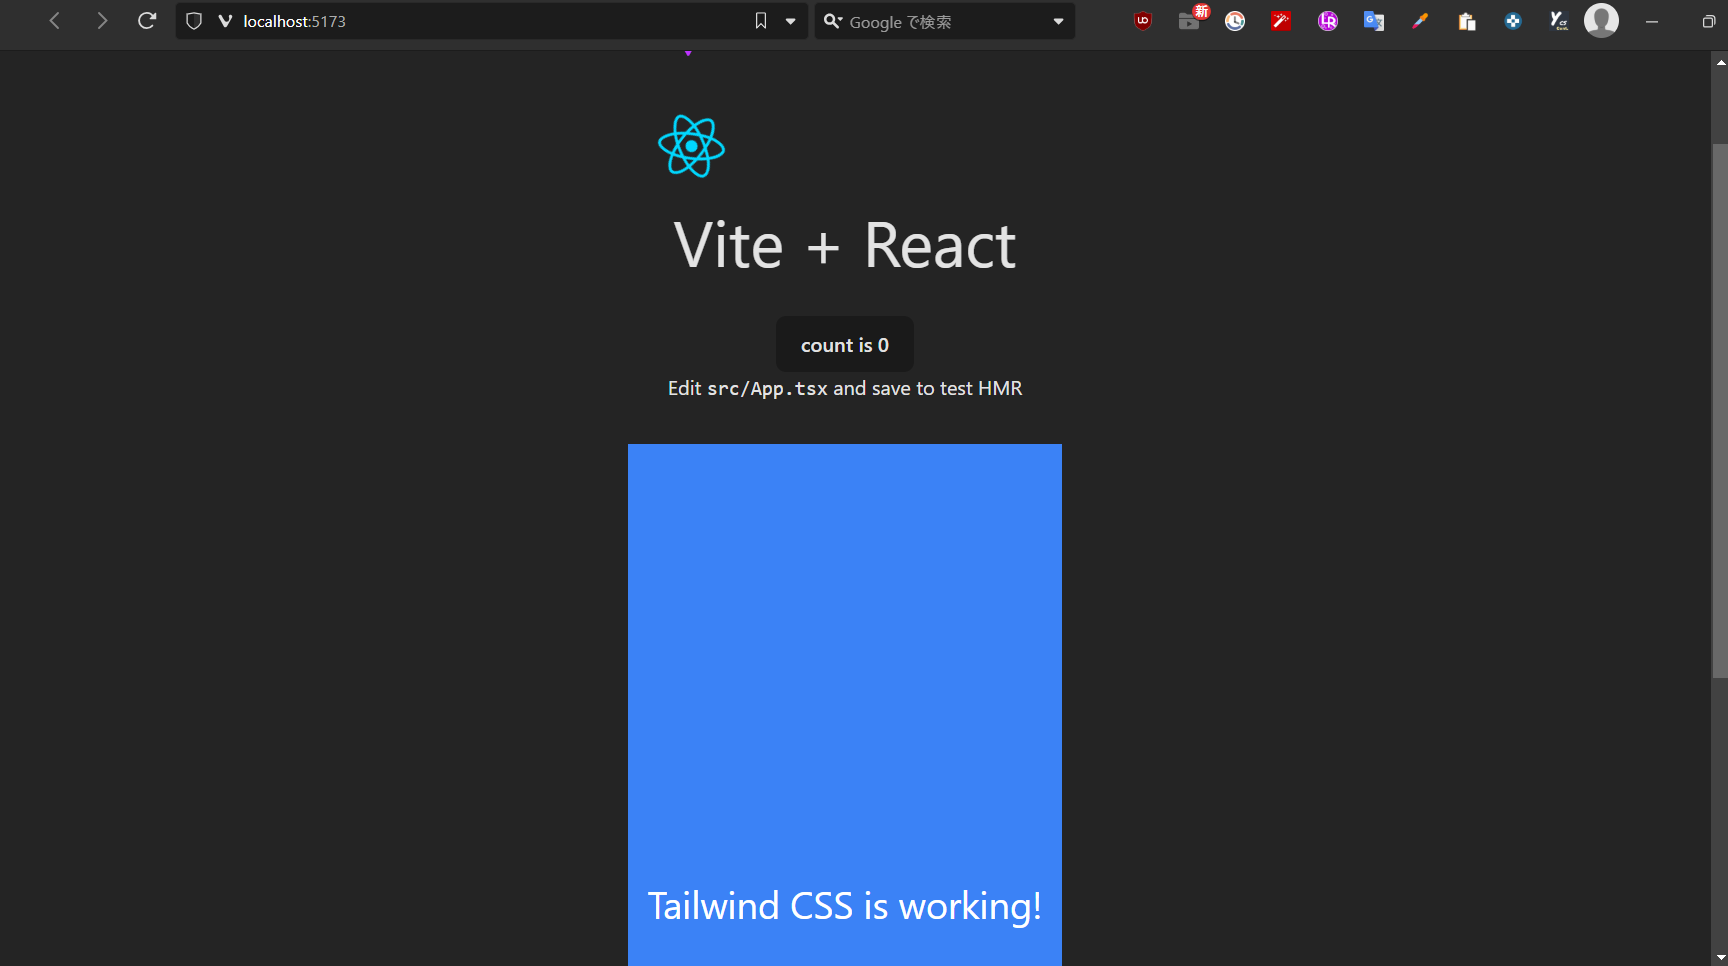 localhost:5173
Google で検索
新
Vite + React
count is 0
Edit src/App.tsx and save to test HMR
Tailwind CSS is working!